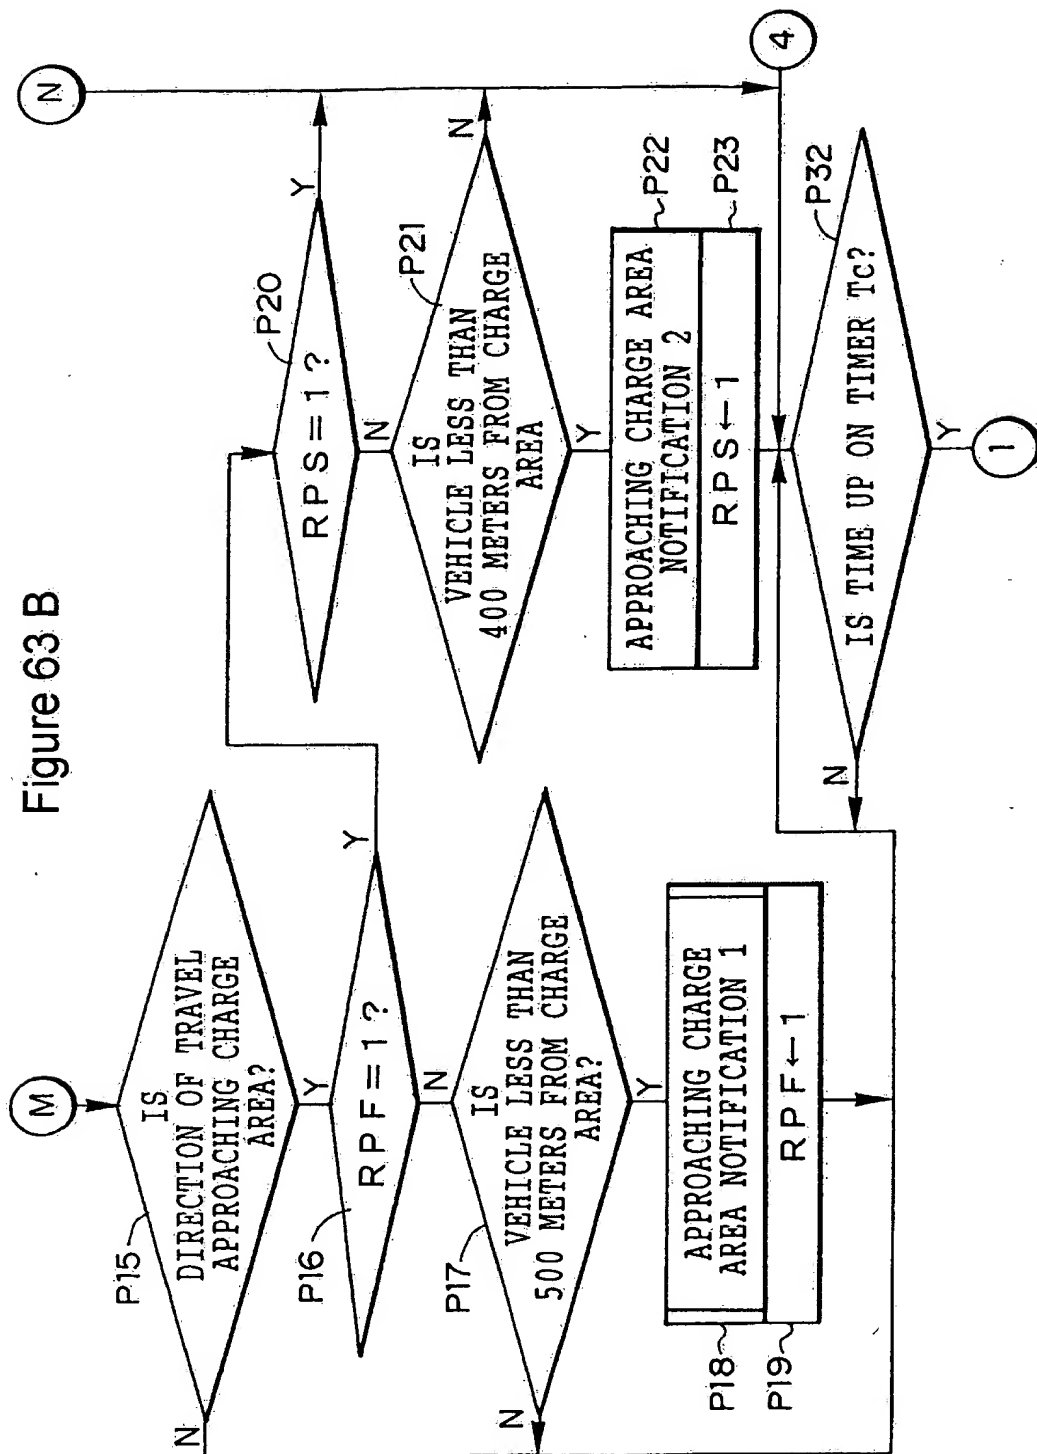 Figure 63 B
M
P15
IS
DIRECTION OF TRAVEL
APPROACHING CHARGE
AREA?
N
Y
P16
RPF=1?
Y
N
P17
IS
VEHICLE LESS THAN
500 METERS FROM CHARGE
AREA?
N
Y
APPROACHING CHARGE
AREA NOTIFICATION 1
P18
RPF←1
P19
N
P20
RPS=1?
Y
N
P21
IS
VEHICLE LESS THAN
400 METERS FROM CHARGE
AREA
N
Y
APPROACHING CHARGE AREA
NOTIFICATION 2
P22
RPS←1
P23
4
P32
IS TIME UP ON TIMER Tc?
N
Y
1